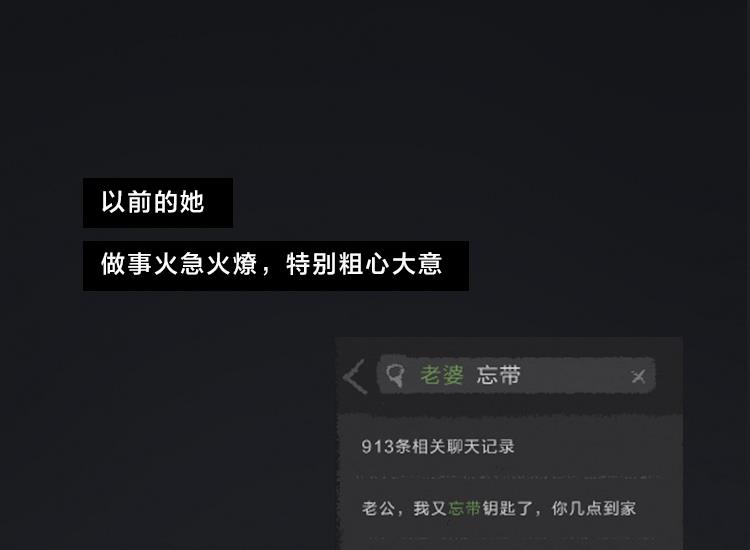 以前的她
做事火急火燎，特别粗心大意
老婆 忘带
913条相关聊天记录
老公，我又忘带钥匙了，你几点到家